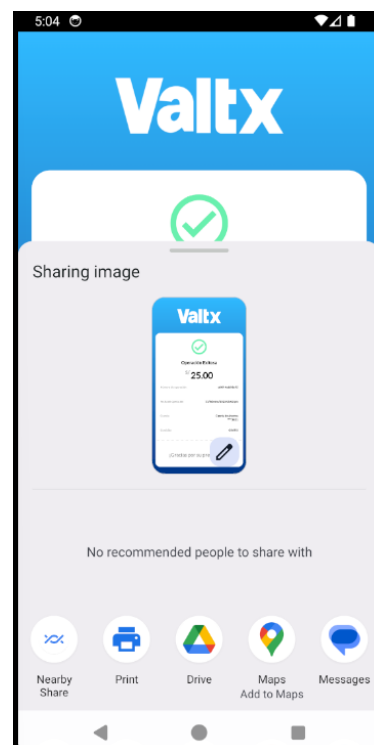 5:04
Valtx
Sharing image
Valtx
Operación Exitosa
S/ 25.00
No recommended people to share with
Nearby Share
Print
Drive
Maps
Add to Maps
Messages